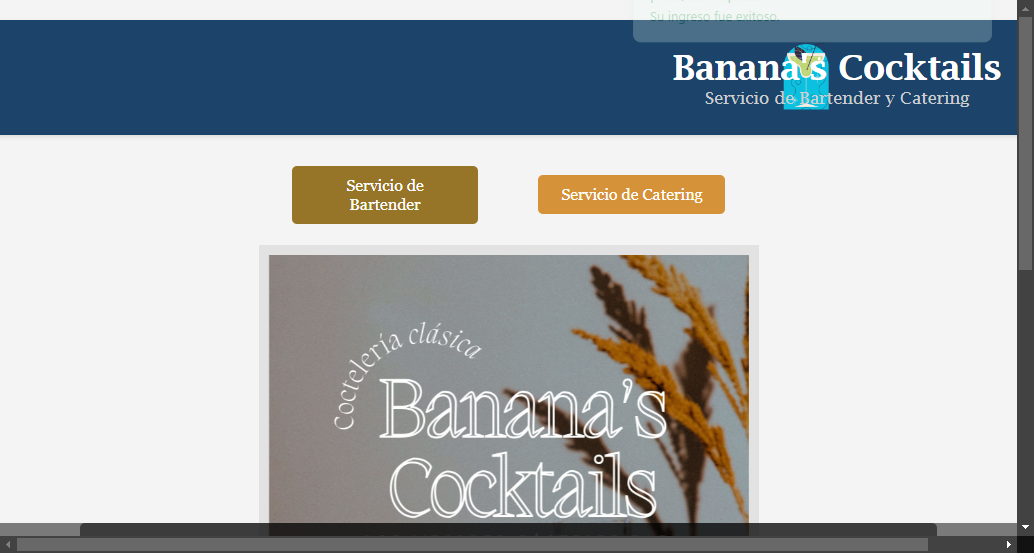 Su ingreso fue exitoso.
Banana's Cocktails
Servicio de Bartender y Catering
Servicio de
Bartender
Servicio de Catering
Coctelería clásica
Banana's
Cocktails